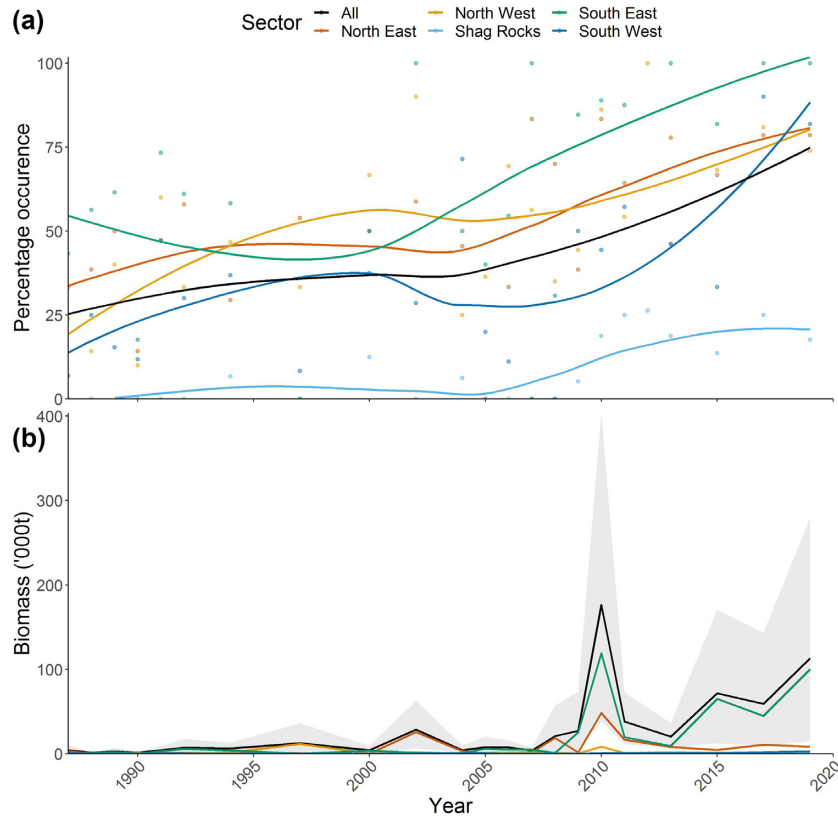 (a)
Sector
All
North West
South East
North East
Shag Rocks
South West
Percentage occurence
100
75
50
25
0
(b)
Biomass ('000t)
400
300
200
100
0
1990
1995
2000
2005
2010
2015
2020
Year